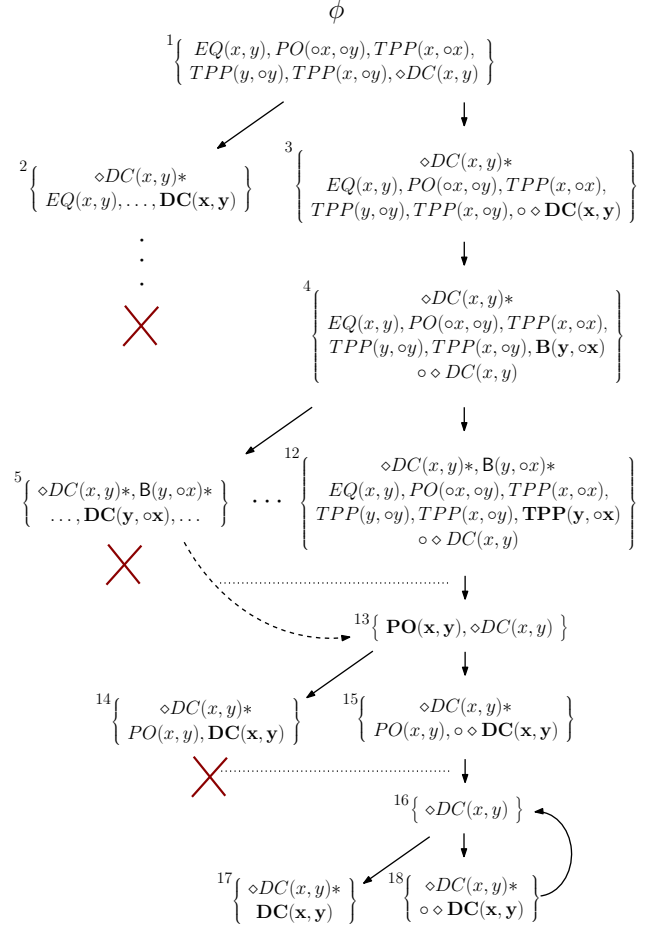 ϕ
1 { EQ(x, y), PO(∘x, ∘y), TPP(x, ∘x),
TPP(y, ∘y), TPP(x, ∘y), ⋄DC(x, y) }
2 { ⋄DC(x, y)∗
EQ(x, y), . . . , DC(x, y) }
3 { ⋄DC(x, y)∗
EQ(x, y), PO(∘x, ∘y), TPP(x, ∘x),
TPP(y, ∘y), TPP(x, ∘y), ∘ ⋄ DC(x, y) }
4 { ⋄DC(x, y)∗
EQ(x, y), PO(∘x, ∘y), TPP(x, ∘x),
TPP(y, ∘y), TPP(x, ∘y), B(y, ∘x)
∘ ⋄ DC(x, y) }
5 { ⋄DC(x, y)∗, B(y, ∘x)∗
. . . , DC(y, ∘x), . . . }
. . .
12 { ⋄DC(x, y)∗, B(y, ∘x)∗
EQ(x, y), PO(∘x, ∘y), TPP(x, ∘x),
TPP(y, ∘y), TPP(x, ∘y), TPP(y, ∘x)
∘ ⋄ DC(x, y) }
13 { PO(x, y), ⋄DC(x, y) }
14 { ⋄DC(x, y)∗
PO(x, y), DC(x, y) }
15 { ⋄DC(x, y)∗
PO(x, y), ∘ ⋄ DC(x, y) }
16 { ⋄DC(x, y) }
17 { ⋄DC(x, y)∗
DC(x, y) }
18 { ⋄DC(x, y)∗
∘ ⋄ DC(x, y) }